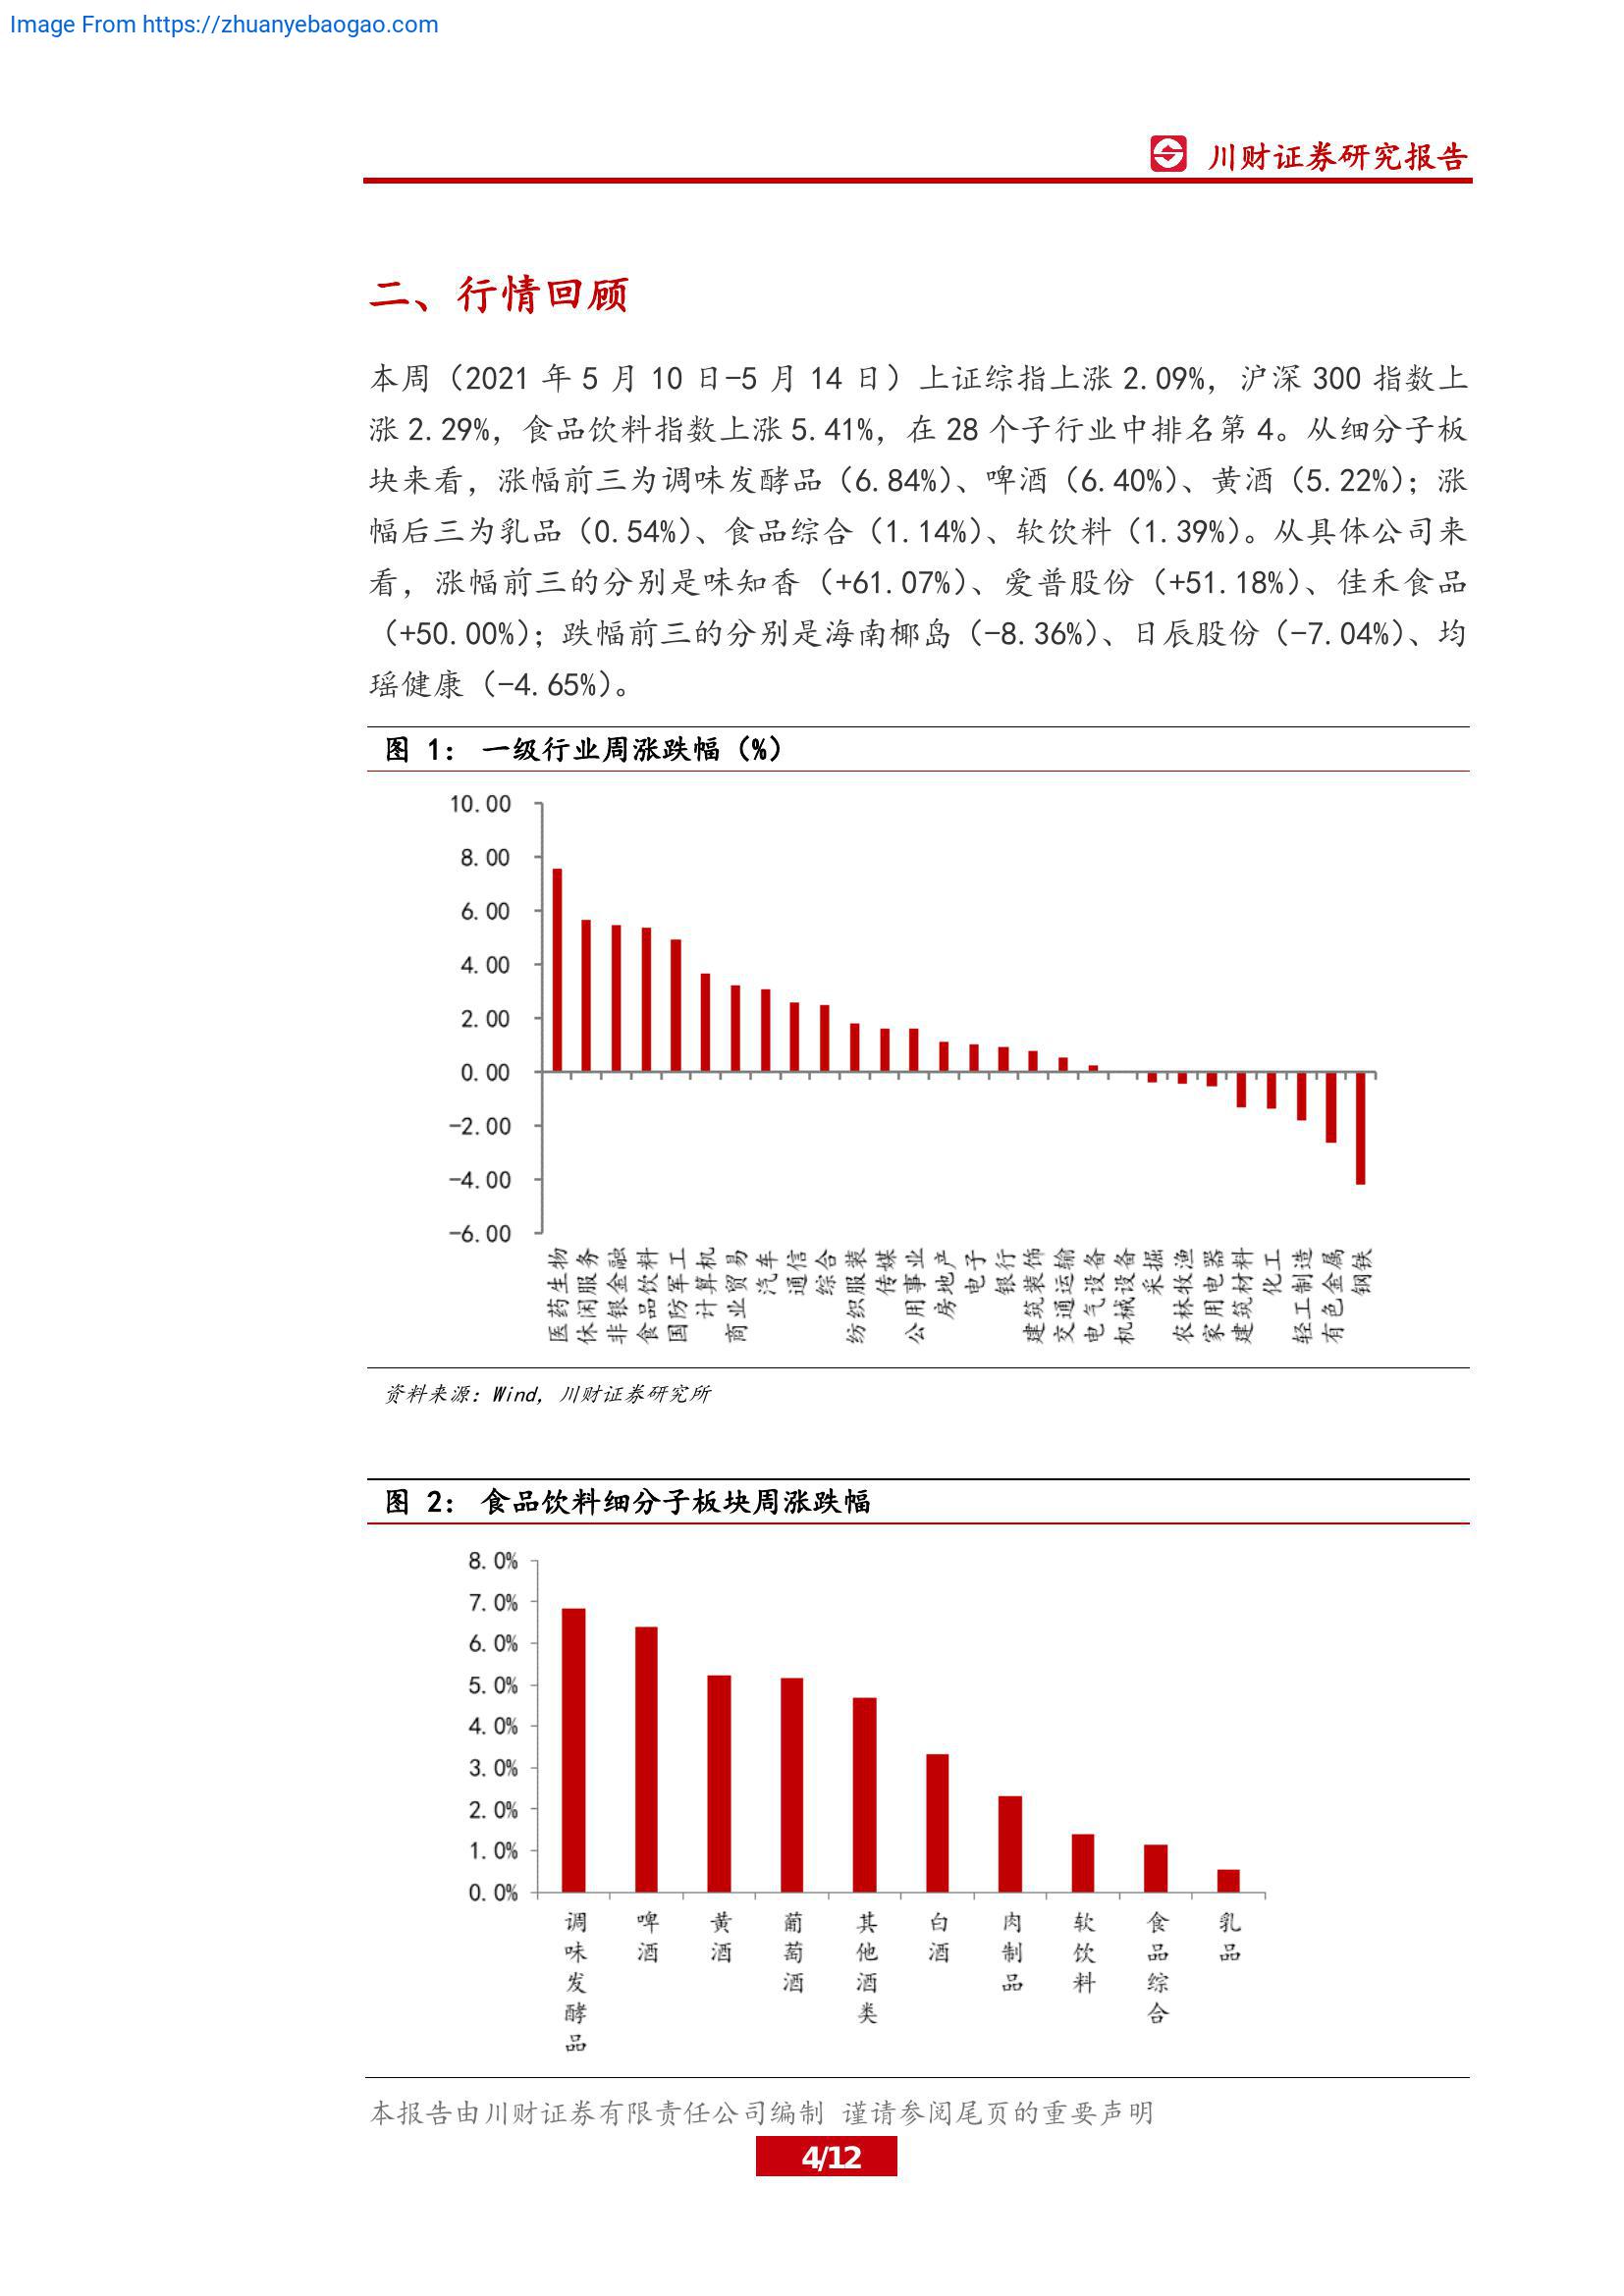 Image From https://zhuanyebaogao.com
川财证券研究报告
二、行情回顾
本周（2021 年 5 月 10 日-5 月 14 日）上证综指上涨 2.09%，沪深 300 指数上
涨 2.29%，食品饮料指数上涨 5.41%，在 28 个子行业中排名第 4。从细分子板
块来看，涨幅前三为调味发酵品（6.84%）、啤酒（6.40%）、黄酒（5.22%）；涨
幅后三为乳品（0.54%）、食品综合（1.14%）、软饮料（1.39%）。从具体公司来
看，涨幅前三的分别是味知香（+61.07%）、爱普股份（+51.18%）、佳禾食品
（+50.00%）；跌幅前三的分别是海南椰岛（-8.36%）、日辰股份（-7.04%）、均
瑶健康（-4.65%）。
图 1： 一级行业周涨跌幅（%）
10.00
8.00
6.00
4.00
2.00
0.00
-2.00
-4.00
-6.00
医药生物
休闲服务
非银金融
食品饮料
国防军工
计算机
商业贸易
汽车
通信
综合
纺织服装
传媒
公用事业
房地产
电子
银行
建筑装饰
交通运输
电气设备
机械设备
采掘
农林牧渔
家用电器
建筑材料
化工
轻工制造
有色金属
钢铁
资料来源：Wind，川财证券研究所
图 2： 食品饮料细分子板块周涨跌幅
8.0%
7.0%
6.0%
5.0%
4.0%
3.0%
2.0%
1.0%
0.0%
调味发酵品
啤酒
黄酒
葡萄酒
其他酒类
白酒
肉制品
软饮料
食品综合
乳品
本报告由川财证券有限责任公司编制 谨请参阅尾页的重要声明
4/12